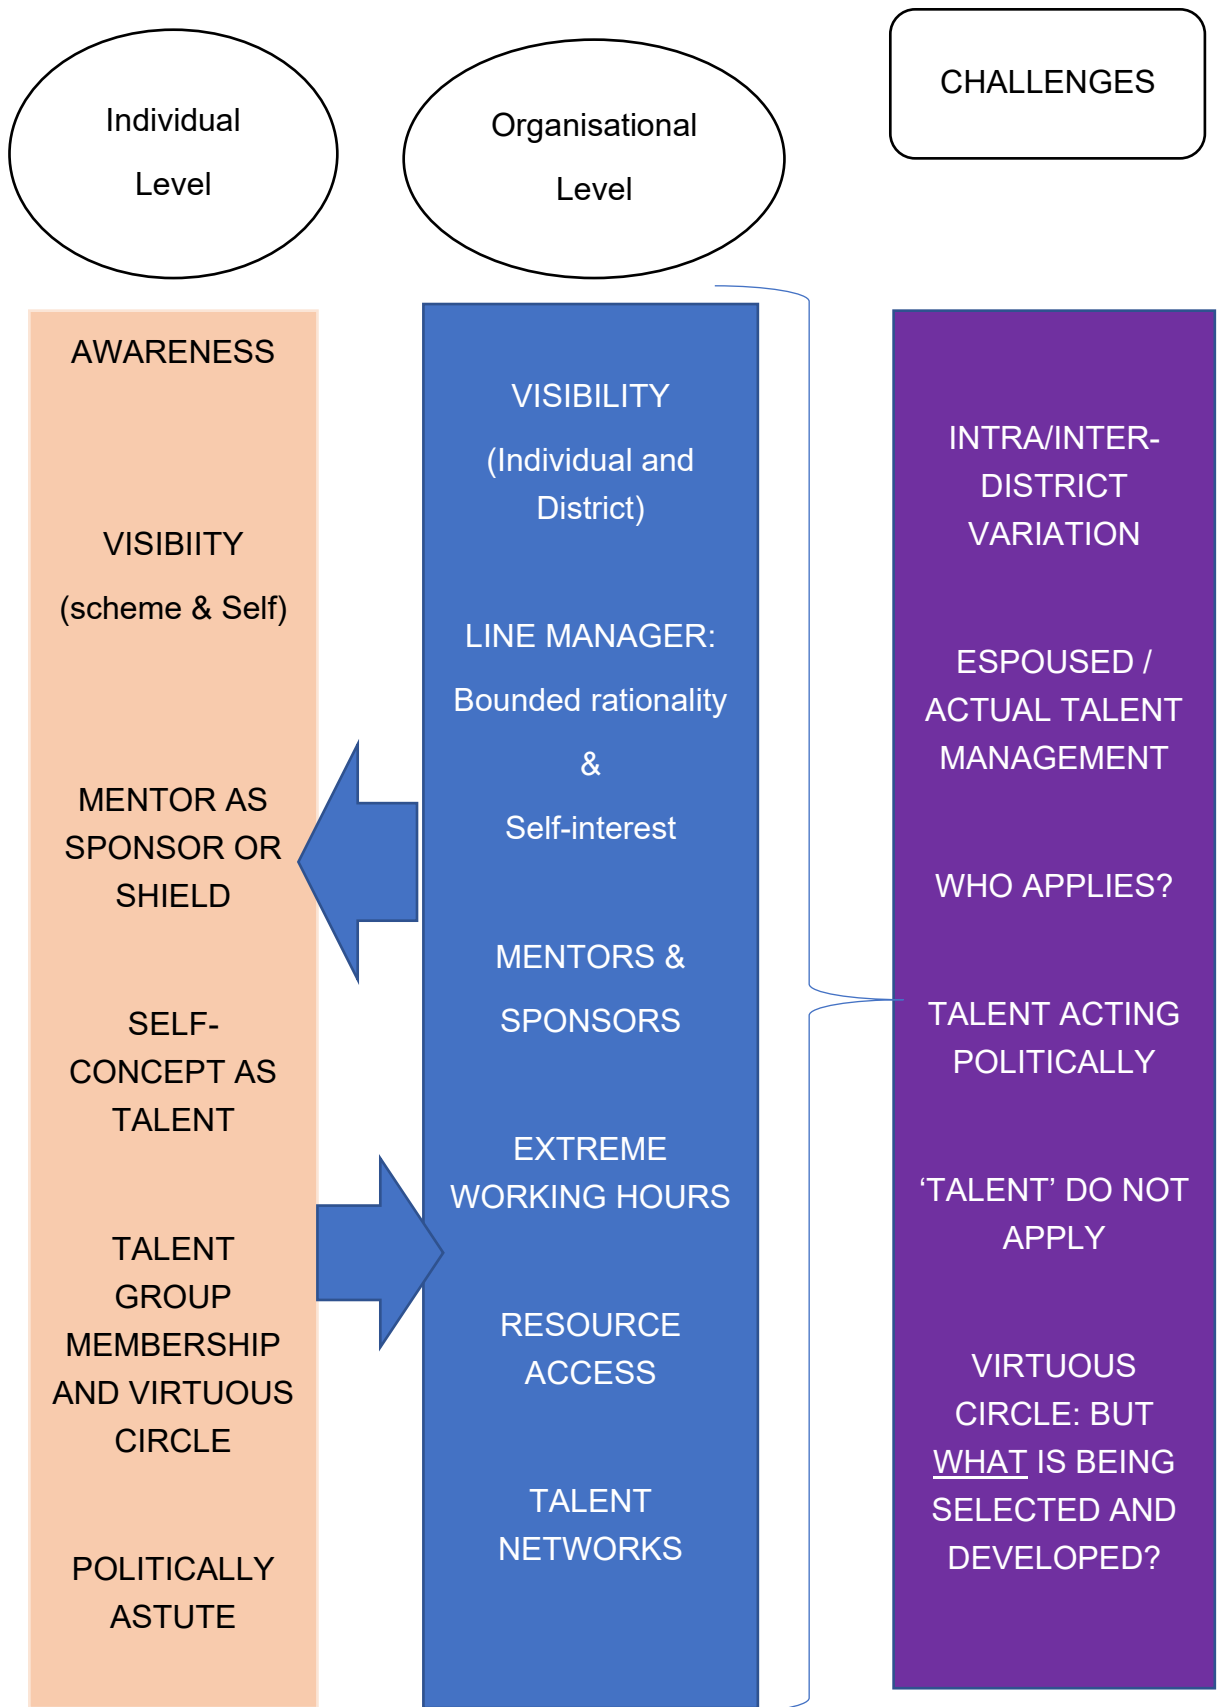 Individual
Level
Organisational
Level
CHALLENGES
AWARENESS
VISIBIITY
(scheme & Self)
MENTOR AS
SPONSOR OR
SHIELD
SELF-
CONCEPT AS
TALENT
TALENT
GROUP
MEMBERSHIP
AND VIRTUOUS
CIRCLE
POLITICALLY
ASTUTE
VISIBILITY
(Individual and
District)
LINE MANAGER:
Bounded rationality
&
Self-interest
MENTORS &
SPONSORS
EXTREME
WORKING HOURS
RESOURCE
ACCESS
TALENT
NETWORKS
INTRA/INTER-
DISTRICT
VARIATION
ESPOUSED /
ACTUAL TALENT
MANAGEMENT
WHO APPLIES?
TALENT ACTING
POLITICALLY
‘TALENT’ DO NOT
APPLY
VIRTUOUS
CIRCLE: BUT
WHAT IS BEING
SELECTED AND
DEVELOPED?